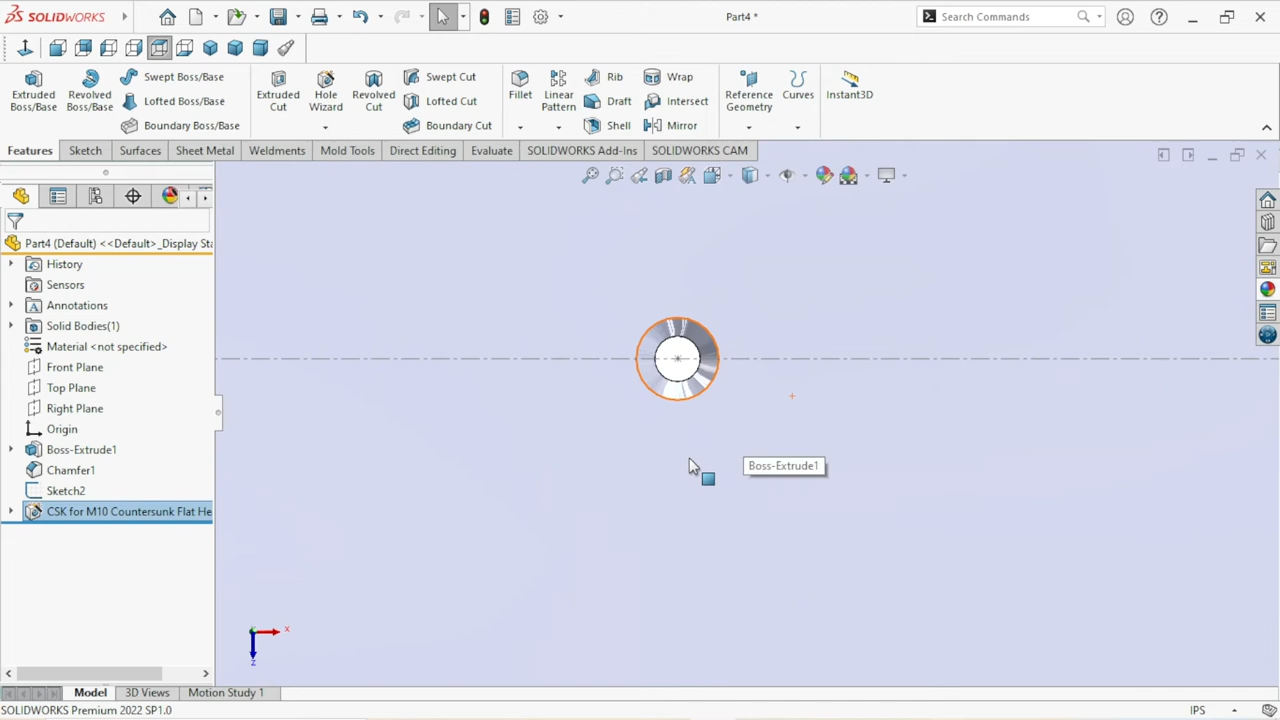 SOLIDWORKS
Part4 *
Search Commands
Extruded Boss/Base
Revolved Boss/Base
Swept Boss/Base
Lofted Boss/Base
Boundary Boss/Base
Extruded Cut
Hole Wizard
Revolved Cut
Swept Cut
Lofted Cut
Boundary Cut
Fillet
Linear Pattern
Rib
Draft
Shell
Wrap
Intersect
Mirror
Reference Geometry
Curves
Instant3D
Features
Sketch
Surfaces
Sheet Metal
Weldments
Mold Tools
Direct Editing
Evaluate
SOLIDWORKS Add-Ins
SOLIDWORKS CAM
Part4 (Default) <<Default>_Display Sta
History
Sensors
Annotations
Solid Bodies(1)
Material <not specified>
Front Plane
Top Plane
Right Plane
Origin
Boss-Extrude1
Chamfer1
Sketch2
CSK for M10 Countersunk Flat He
Boss-Extrude1
x
z
Model
3D Views
Motion Study 1
SOLIDWORKS Premium 2022 SP1.0
IPS